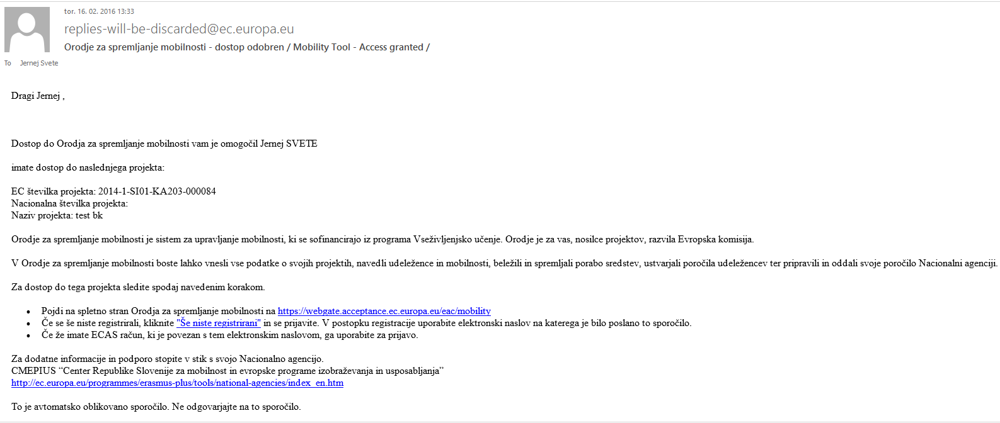 tor. 16. 02. 2016 13:33
replies-will-be-discarded@ec.europa.eu
Orodje za spremljanje mobilnosti - dostop odobren / Mobility Tool - Access granted /
To Jernej Svete
Dragi Jernej ,
Dostop do Orodja za spremljanje mobilnosti vam je omogočil Jernej SVETE
imate dostop do naslednjega projekta:
EC številka projekta: 2014-1-SI01-KA203-000084
Nacionalna številka projekta:
Naziv projekta: test bk
Orodje za spremljanje mobilnosti je sistem za upravljanje mobilnosti, ki se sofinancirajo iz programa Vseživljenjsko učenje. Orodje je za vas, nosilce projektov, razvila Evropska komisija.
V Orodje za spremljanje mobilnosti boste lahko vnesli vse podatke o svojih projektih, navedli udeležence in mobilnosti, beležili in spremljali porabo sredstev, ustvarjali poročila udeležencev ter pripravili in oddali svoje poročilo Nacionalni agenciji.
Za dostop do tega projekta sledite spodaj navedenim korakom.
• Pojdi na spletno stran Orodja za spremljanje mobilnosti na https://webgate.acceptance.ec.europa.eu/eac/mobility
• Če se še niste registrirali, kliknite "Še niste registrirani" in se prijavite. V postopku registracije uporabite elektronski naslov na katerega je bilo poslano to sporočilo.
• Če že imate ECAS račun, ki je povezan s tem elektronskim naslovom, ga uporabite za prijavo.
Za dodatne informacije in podporo stopite v stik s svojo Nacionalno agencijo.
CMEPIUS “Center Republike Slovenije za mobilnost in evropske programe izobraževanja in usposabljanja”
http://ec.europa.eu/programmes/erasmus-plus/tools/national-agencies/index_en.htm
To je avtomatsko oblikovano sporočilo. Ne odgovarjajte na to sporočilo.